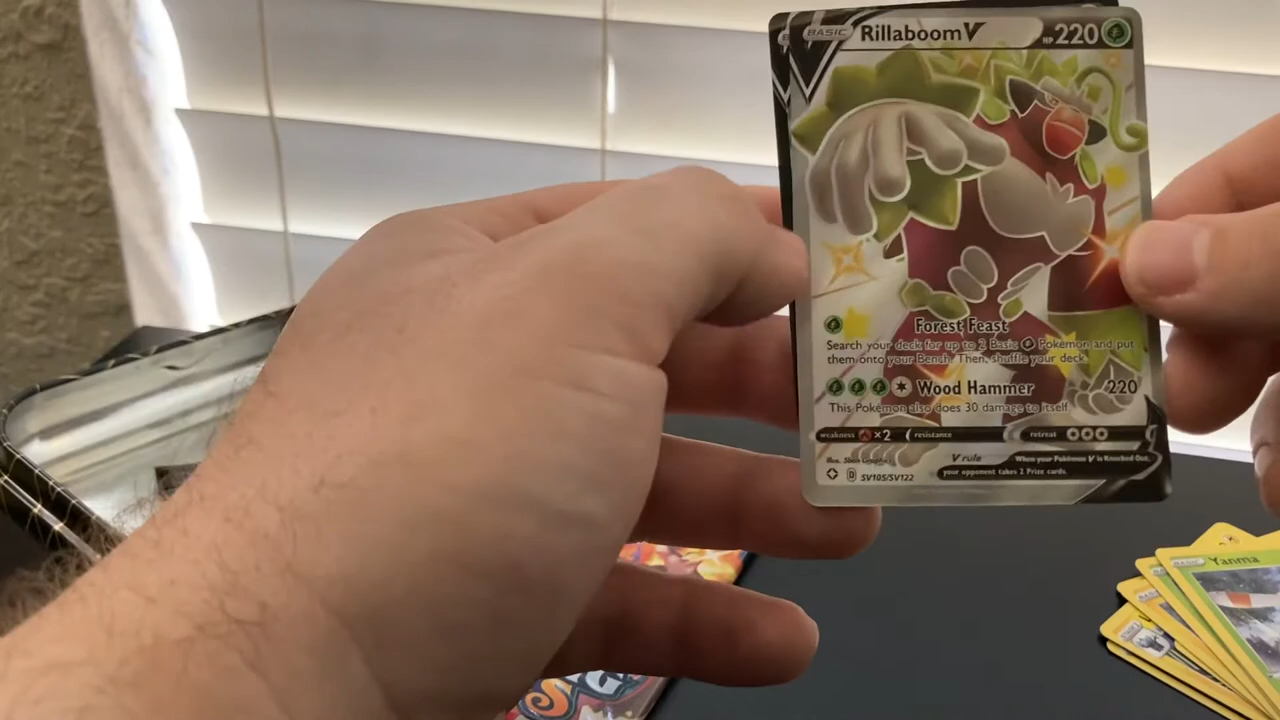 BASIC RillaboomV HP 220
Forest Feast
Search your deck for up to 2 Basic Pokémon and put
them onto your Bench. Then, shuffle your deck.
Wood Hammer 220
This Pokémon also does 30 damage to itself.
weakness ×2 resistance retreat
V rule When your Pokémon V is Knocked Out,
your opponent takes 2 Prize cards.
D SV105/SV122
BASIC Yanma